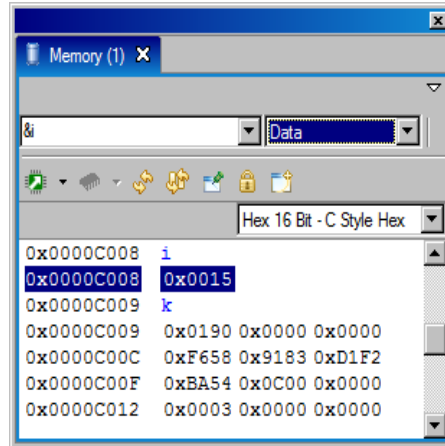 Memory (1)
&i Data
Hex 16 Bit - C Style Hex
0x0000C008 i
0x0000C008 0x0015
0x0000C009 k
0x0000C009 0x0190 0x0000 0x0000
0x0000C00C 0xF658 0x9183 0xD1F2
0x0000C00F 0xBA54 0x0C00 0x0000
0x0000C012 0x0003 0x0000 0x0000